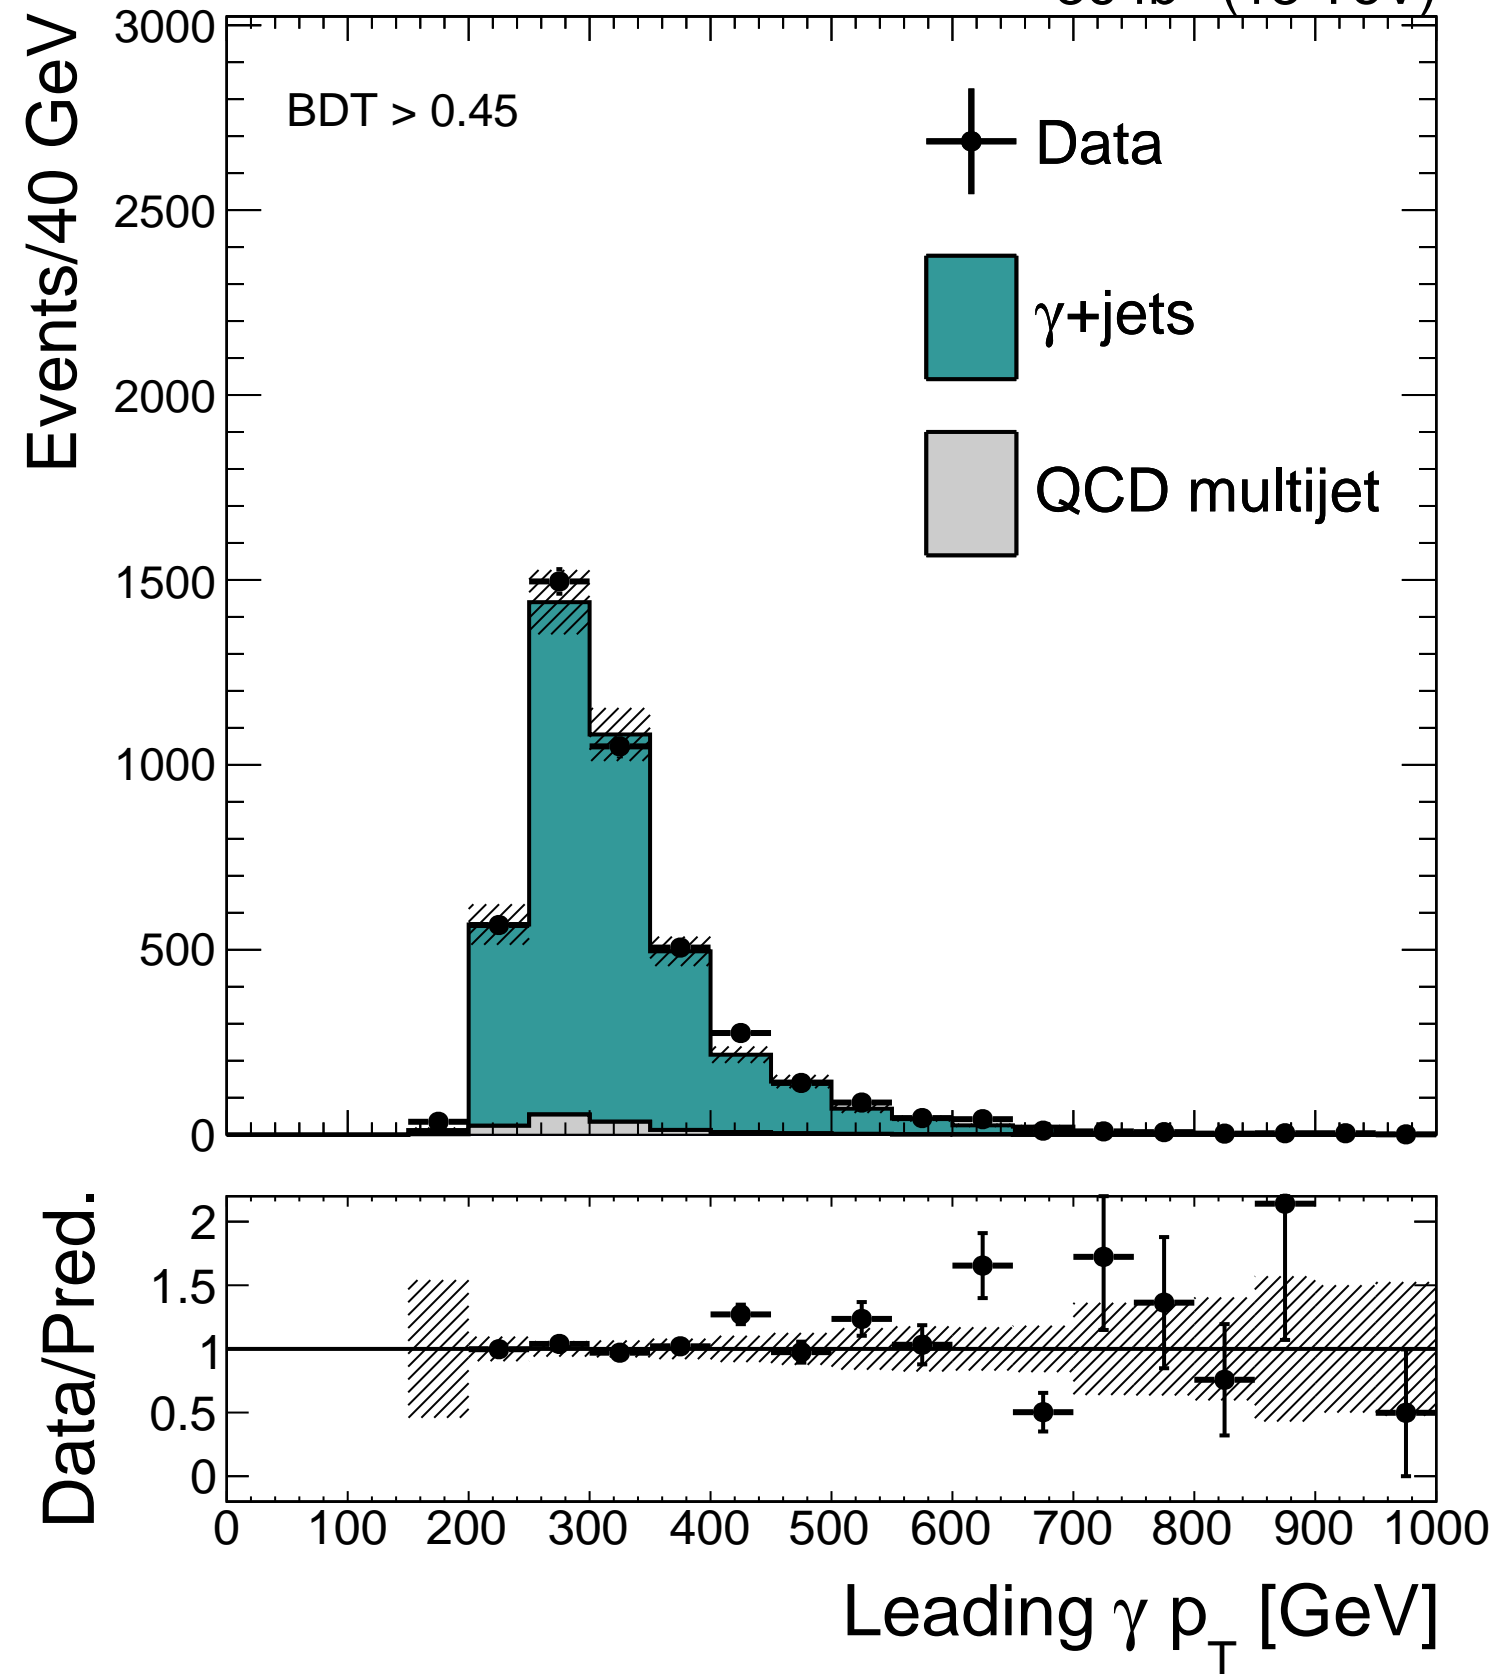 3000
BDT > 0.45
Data
2500
γ+jets
2000
QCD multijet
1500
1000
500
0
Events/40 GeV
2
1.5
1
0.5
0
Data/Pred.
0 100 200 300 400 500 600 700 800 900 1000
Leading γ p_T [GeV]